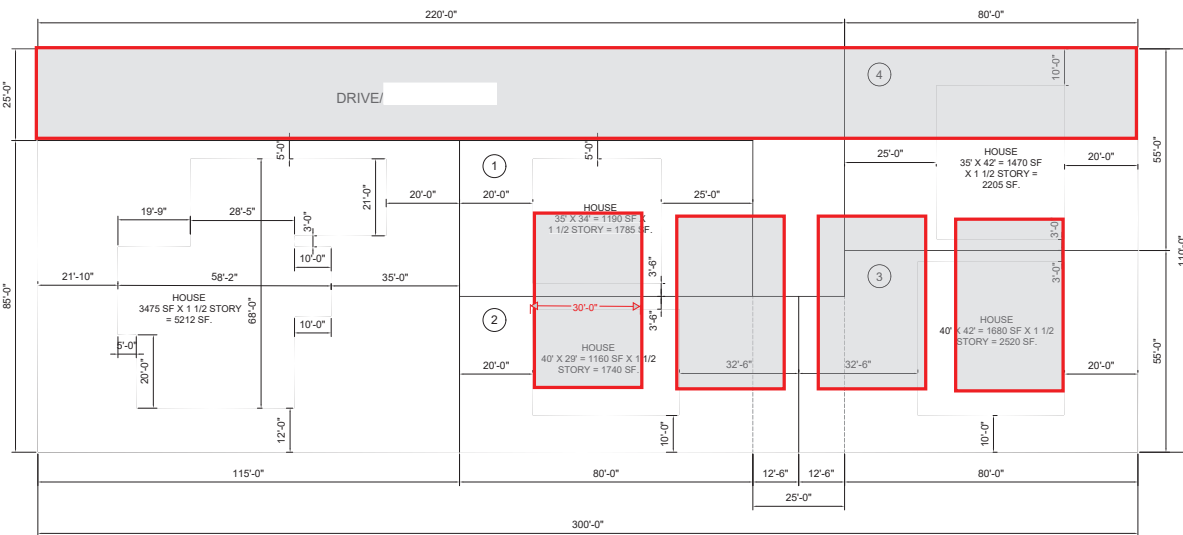 220'-0"
80'-0"
25'-0"
DRIVE/
4
10'-0"
5'-0"
5'-0"
1
HOUSE
35' X 42' = 1470 SF
X 1 1/2 STORY =
2205 SF.
25'-0"
20'-0"
55'-0"
19'-9"
28'-5"
21'-0"
20'-0"
20'-0"
25'-0"
3'-0"
HOUSE
35' X 34' = 1190 SF X
1 1/2 STORY = 1785 SF.
3'-0"
110'-0"
10'-0"
21'-10"
58'-2"
35'-0"
3'-6"
3
3'-0"
85'-0"
HOUSE
3475 SF X 1 1/2 STORY
= 5212 SF.
68'-0"
30'-0"
2
3'-6"
10'-0"
HOUSE
40' X 42' = 1680 SF X 1 1/2
STORY = 2520 SF.
5'-0"
20'-0"
HOUSE
40' X 29' = 1160 SF X 1 1/2
STORY = 1740 SF.
20'-0"
32'-6"
32'-6"
20'-0"
55'-0"
12'-0"
10'-0"
10'-0"
115'-0"
80'-0"
12'-6"
12'-6"
80'-0"
25'-0"
300'-0"